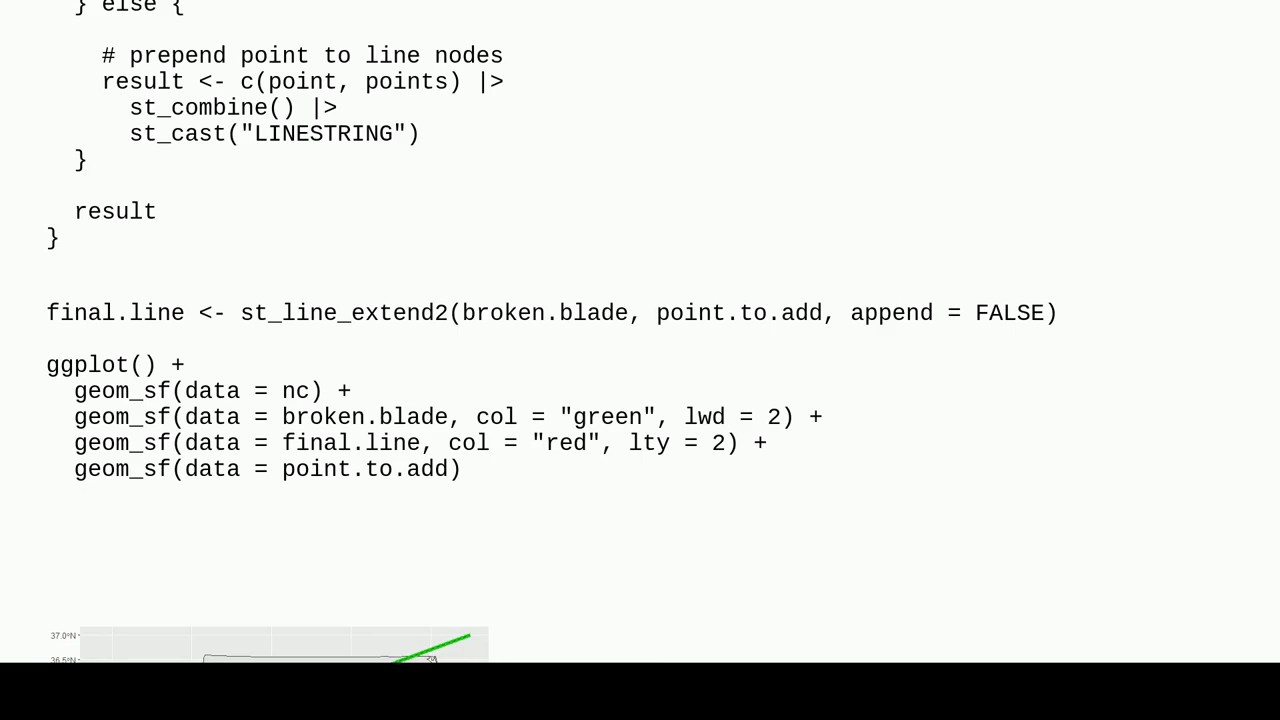 } else {
# prepend point to line nodes
result <- c(point, points) |>
st_combine() |>
st_cast("LINESTRING")
}
result
}
final.line <- st_line_extend2(broken.blade, point.to.add, append = FALSE)
ggplot() +
geom_sf(data = nc) +
geom_sf(data = broken.blade, col = "green", lwd = 2) +
geom_sf(data = final.line, col = "red", lty = 2) +
geom_sf(data = point.to.add)
37.0°N
36.5°N